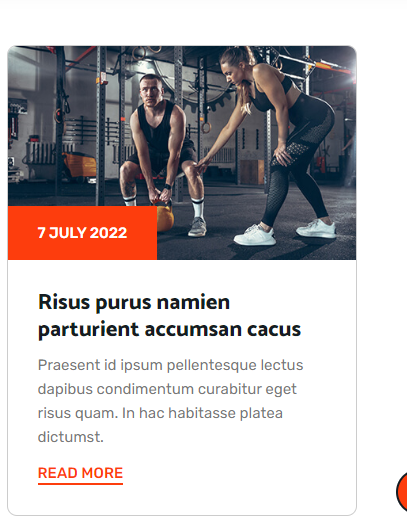 7 JULY 2022
Risus purus namien
parturient accumsan cacus
Praesent id ipsum pellentesque lectus
dapibus condimentum curabitur eget
risus quam. In hac habitasse platea
dictumst.
READ MORE